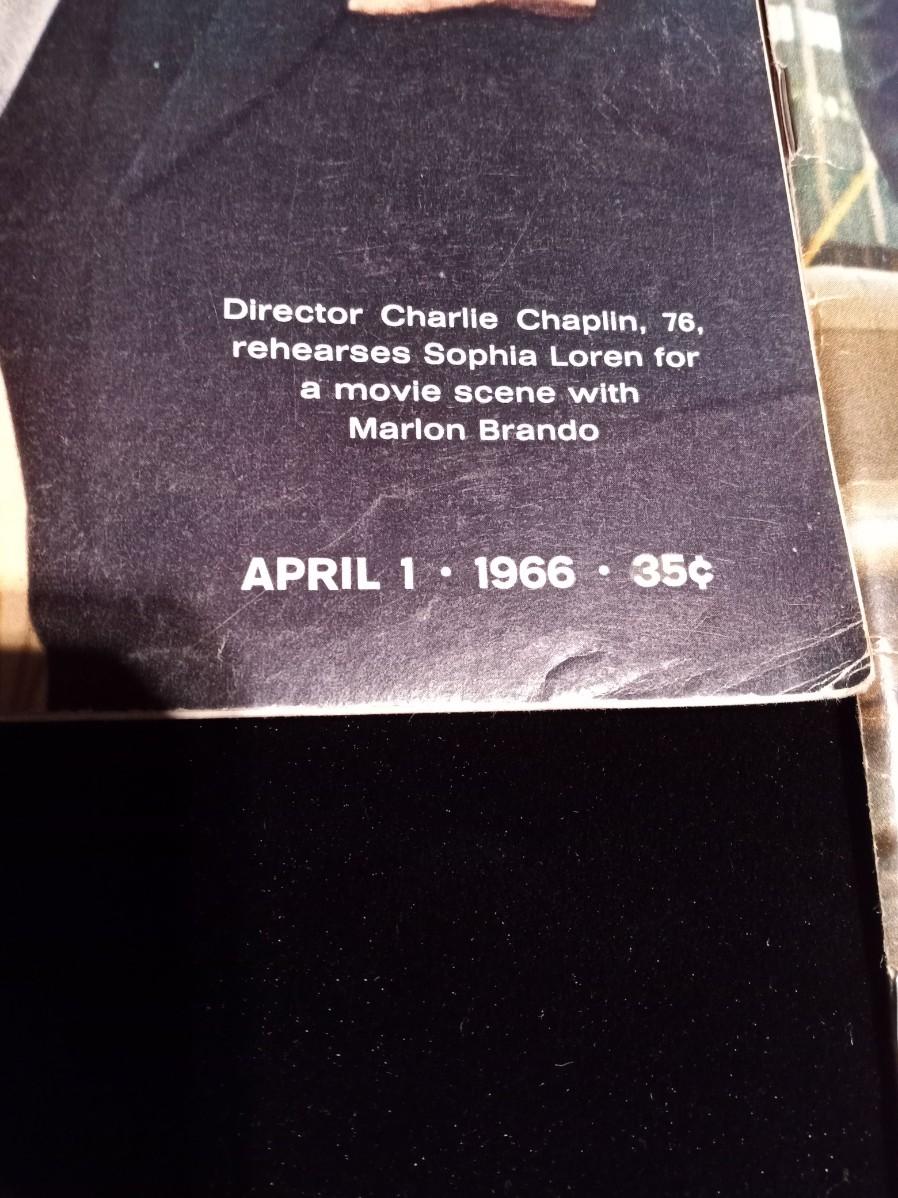 Director Charlie Chaplin, 76,
rehearses Sophia Loren for
a movie scene with
Marlon Brando
APRIL 1 • 1966 • 35¢